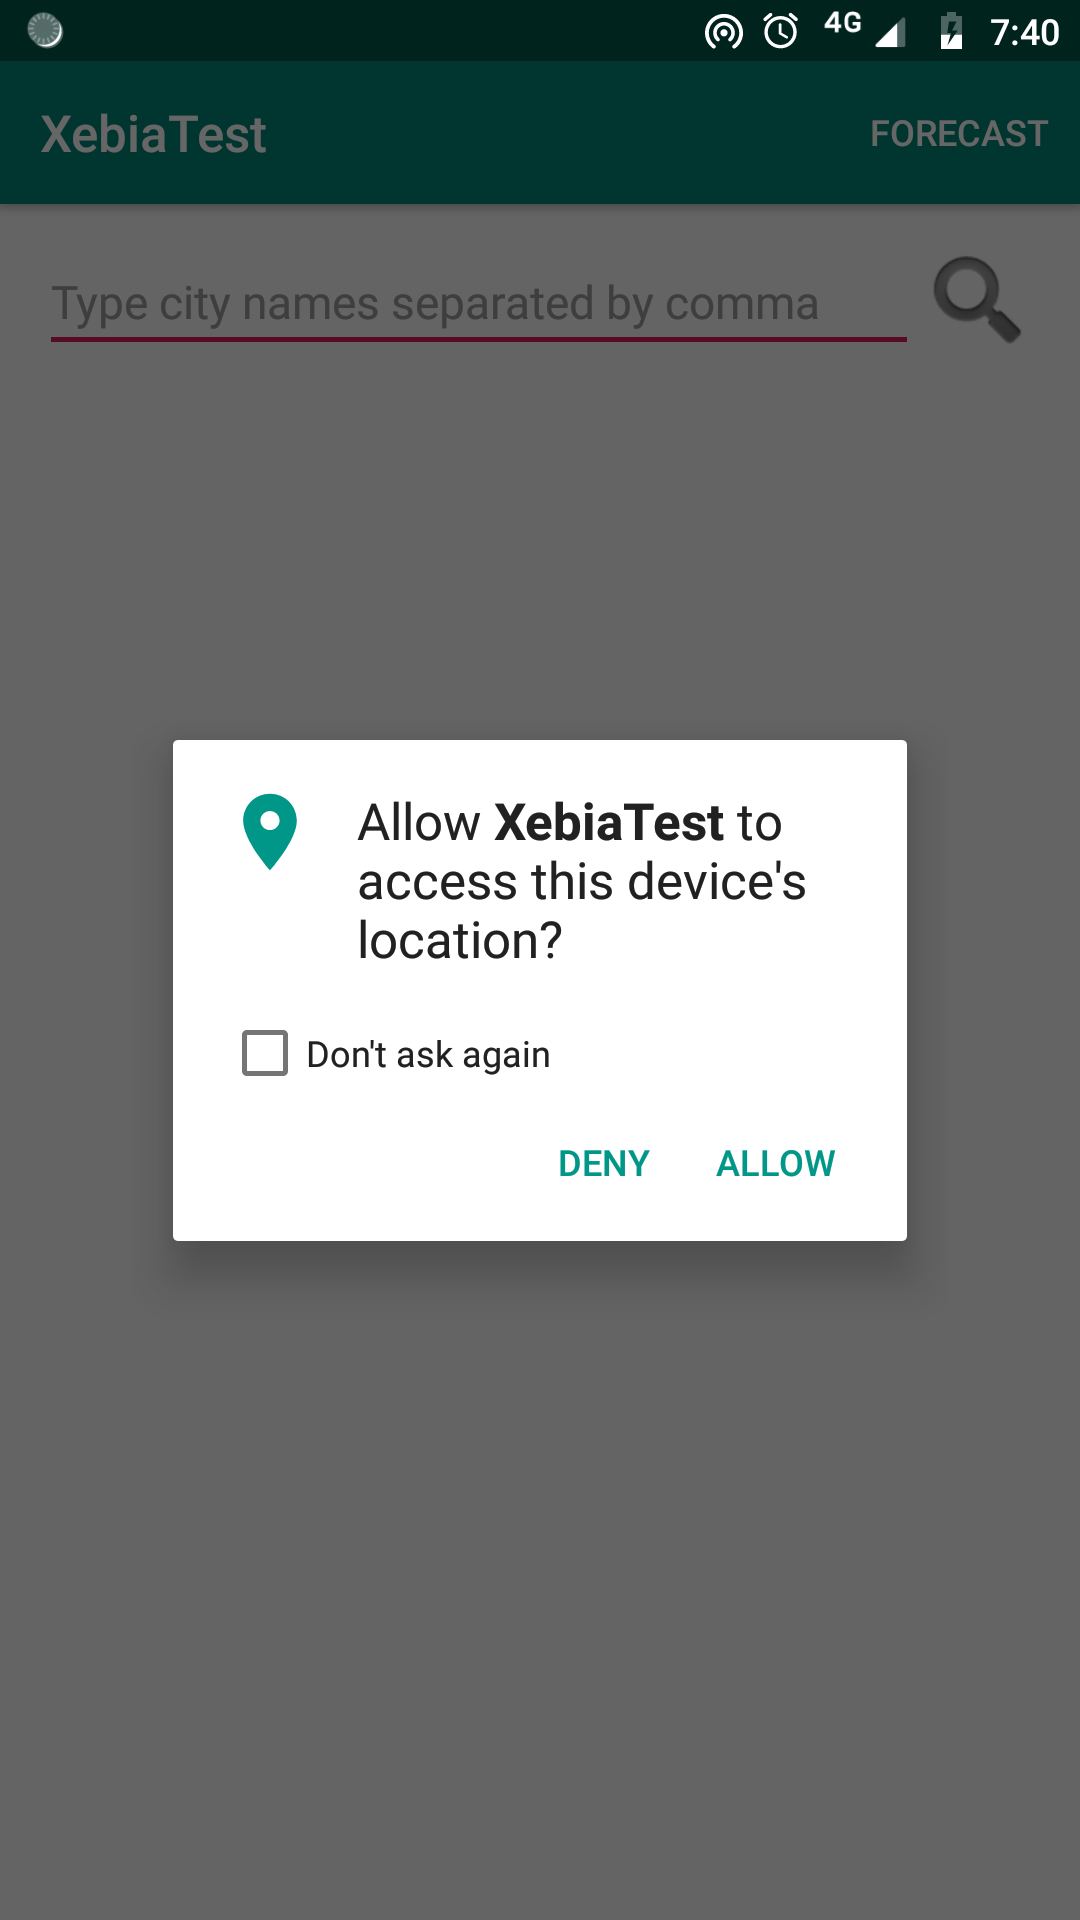 4G 7:40
XebiaTest FORECAST
Type city names separated by comma
Allow XebiaTest to
access this device's
location?
Don't ask again
DENY ALLOW